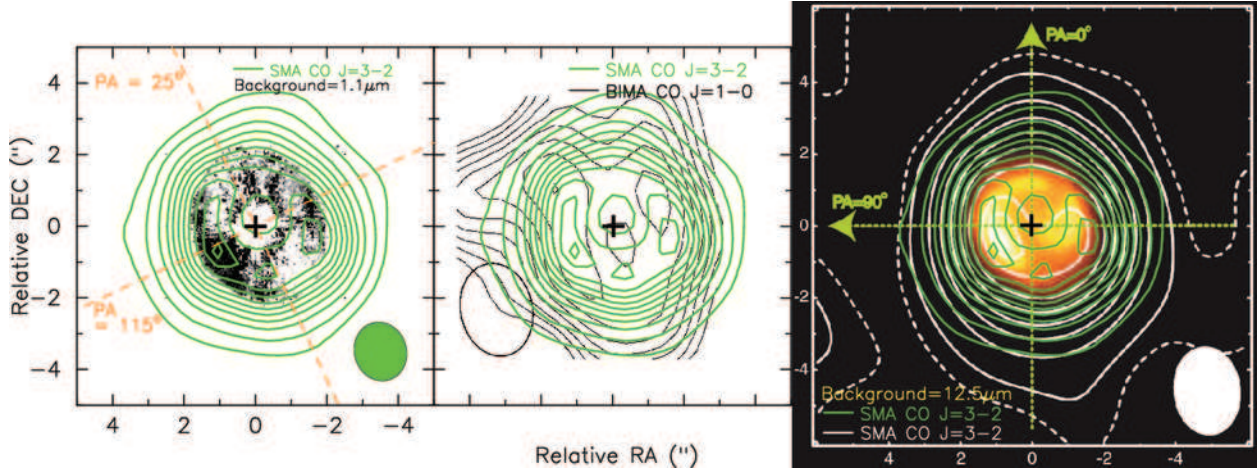 PA = 25°
SMA CO J=3-2
Background=1.1μm
PA
= 115°
Relative DEC (")
4
2
0
-2
-4
4
2
0
-2
-4
SMA CO J=3-2
BIMA CO J=1-0
Relative RA (")
PA=0°
PA=90°
4
2
0
-2
-4
Background=12.5μm
SMA CO J=3-2
SMA CO J=3-2
6
4
2
0
-2
-4
-6